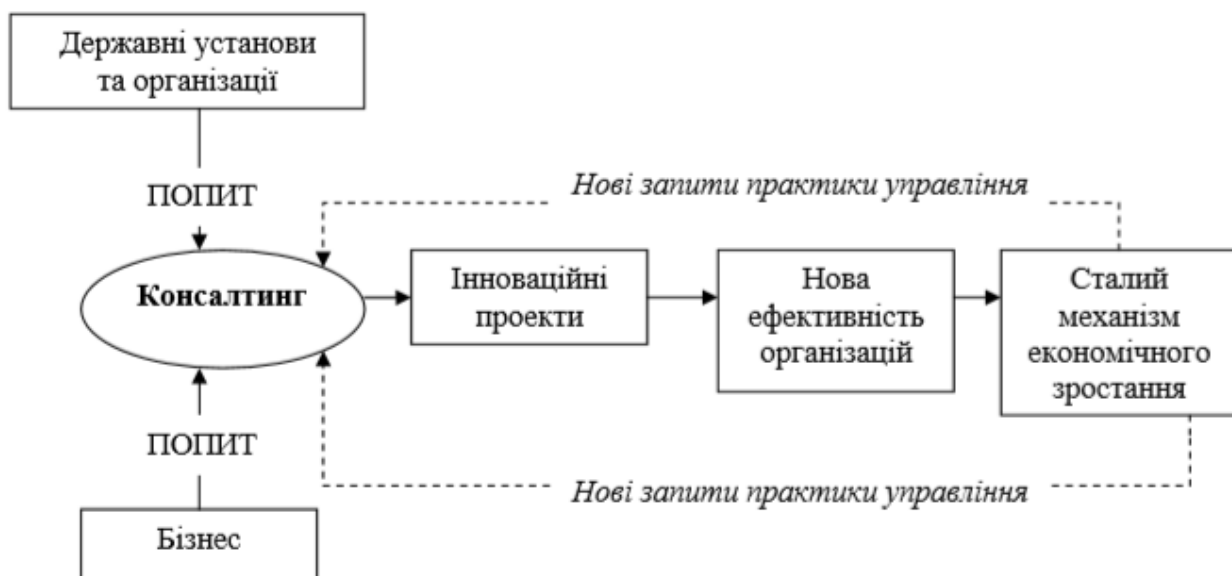 Державні установи
та організації
ПОПИТ
Нові запити практики управління
Консалтинг
Інноваційні
проекти
Нова
ефективність
організацій
Сталий
механізм
економічного
зростання
ПОПИТ
Нові запити практики управління
Бізнес